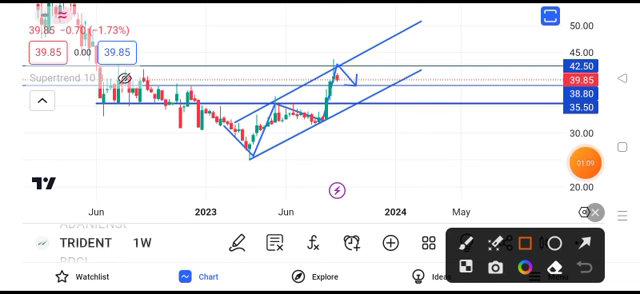 50.00
39.85 −0.70 (−1.73%)
45.00
39.85 0.00 39.85
42.50
39.85
Supertrend 10
38.80
35.50
30.00
01:09
20.00
Jun 2023 Jun 2024 May
TRIDENT 1W
Watchlist Chart Explore Ideas Menu